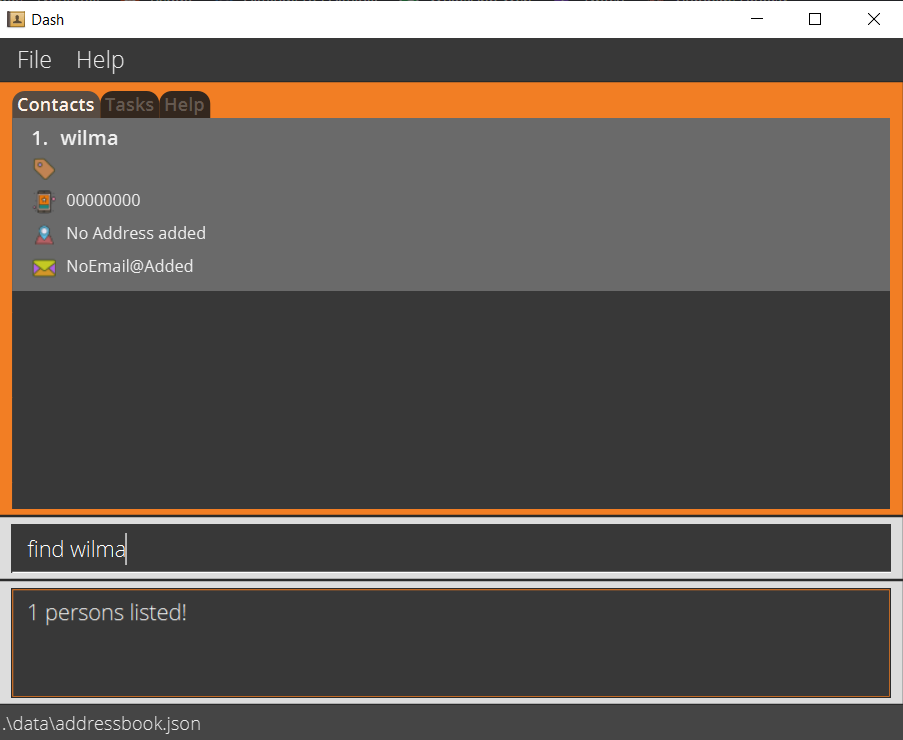 Dash
File Help
Contacts Tasks Help
1. wilma
00000000
No Address added
NoEmail@Added
find wilma
1 persons listed!
.\data\addressbook.json